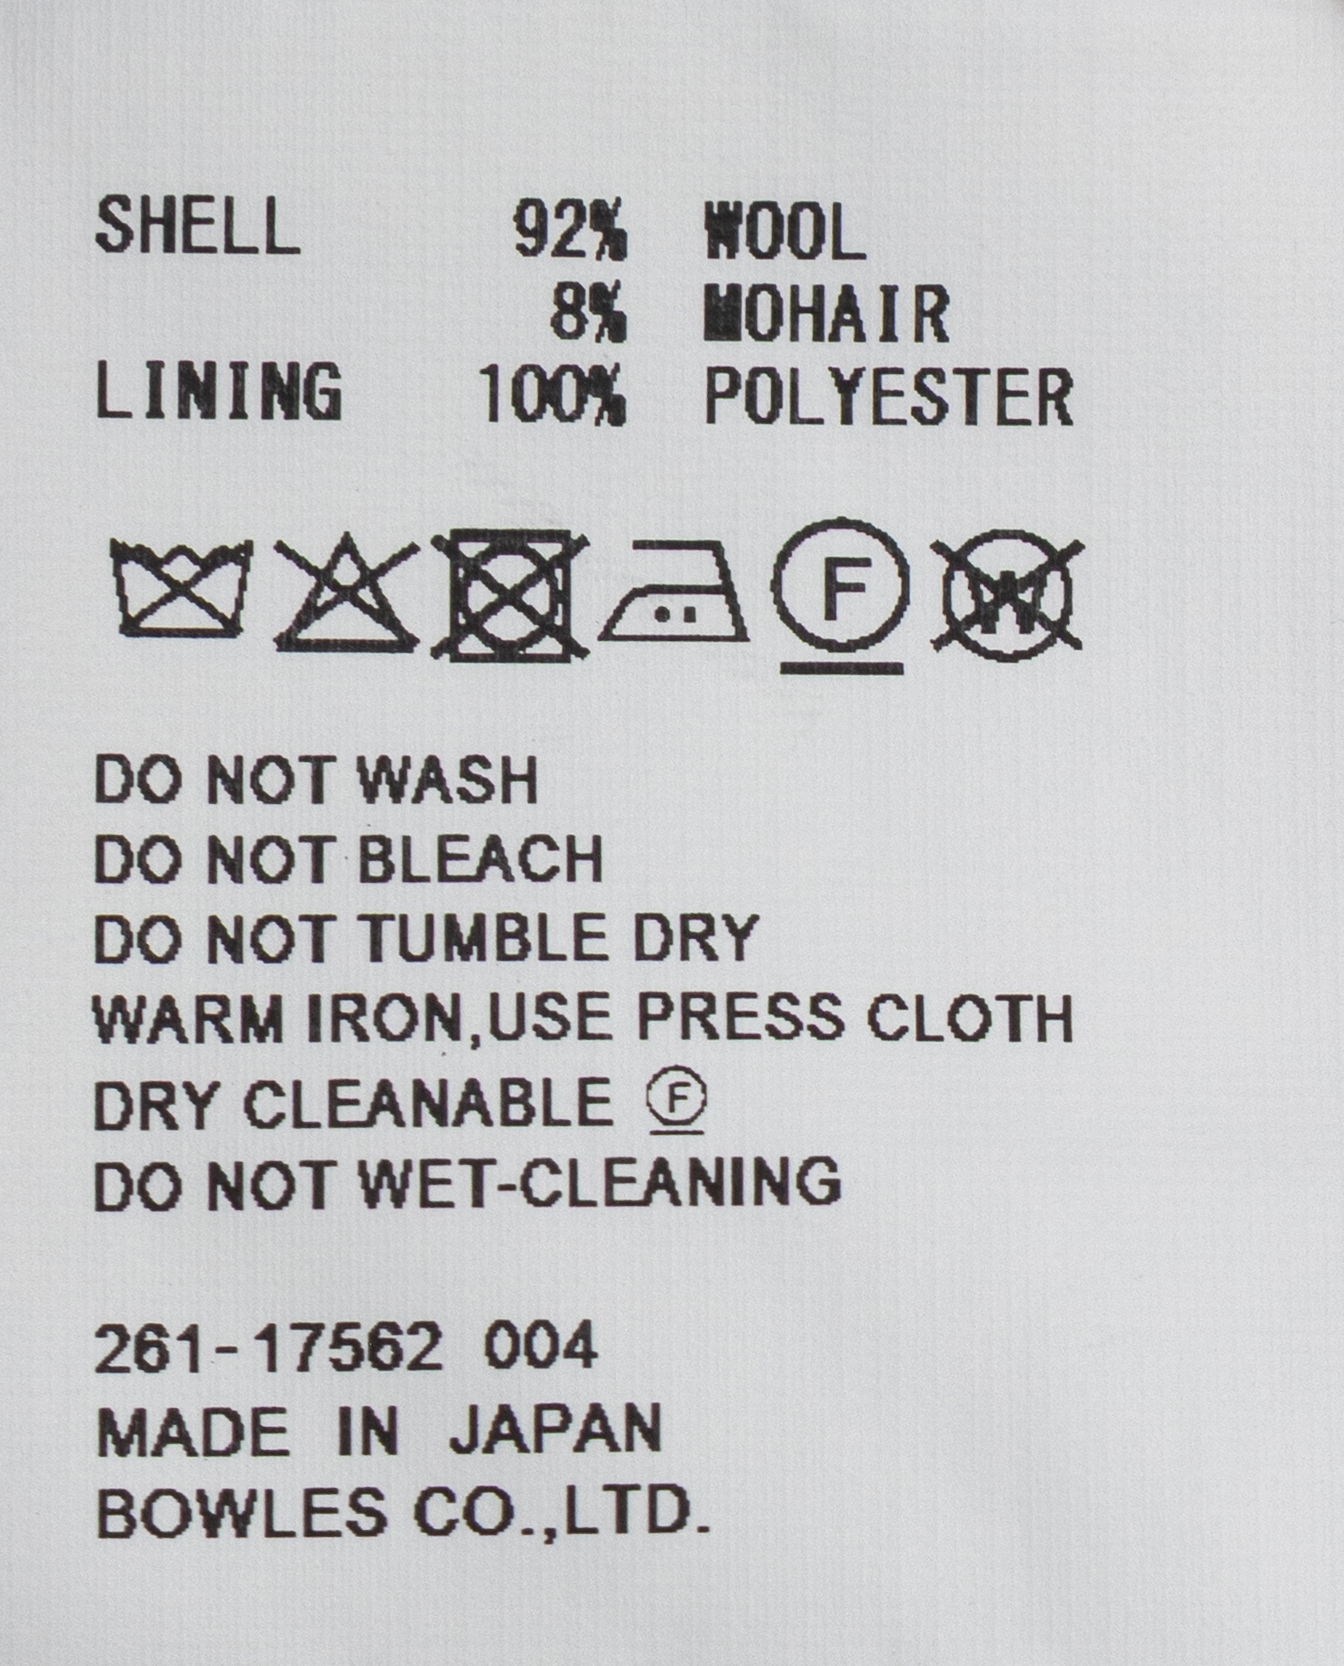 SHELL 92% WOOL
8% MOHAIR
LINING 100% POLYESTER
F W
DO NOT WASH
DO NOT BLEACH
DO NOT TUMBLE DRY
WARM IRON,USE PRESS CLOTH
DRY CLEANABLE F
DO NOT WET-CLEANING
261-17562 004
MADE IN JAPAN
BOWLES CO.,LTD.